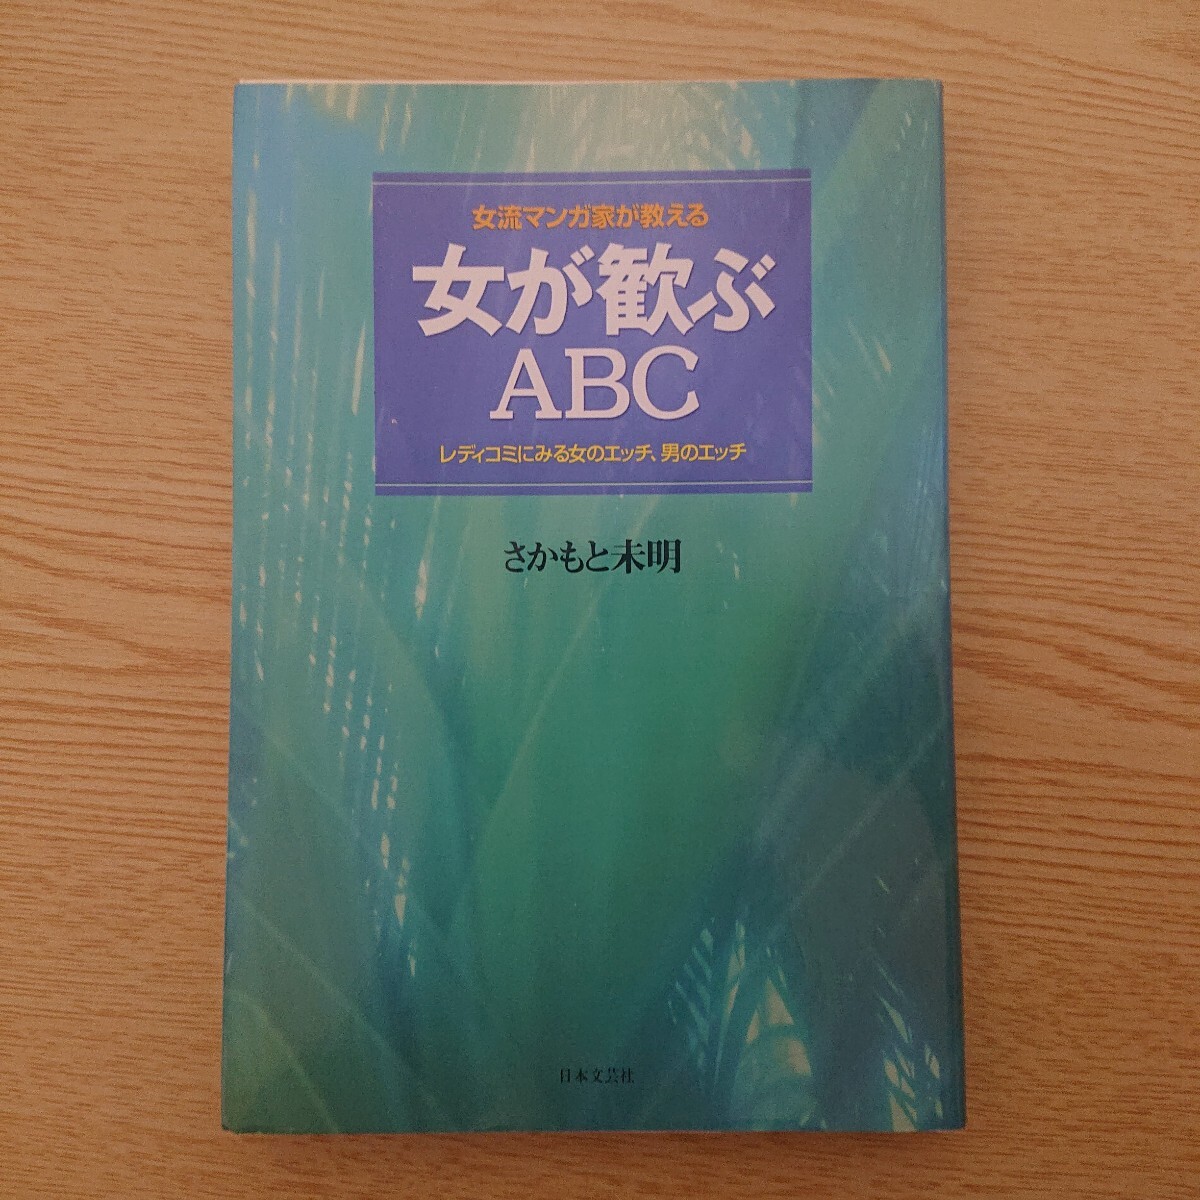 女流マンガ家が教える
女が歓ぶ
ABC
レディコミにみる女のエッチ、男のエッチ
さかもと未明
日本文芸社